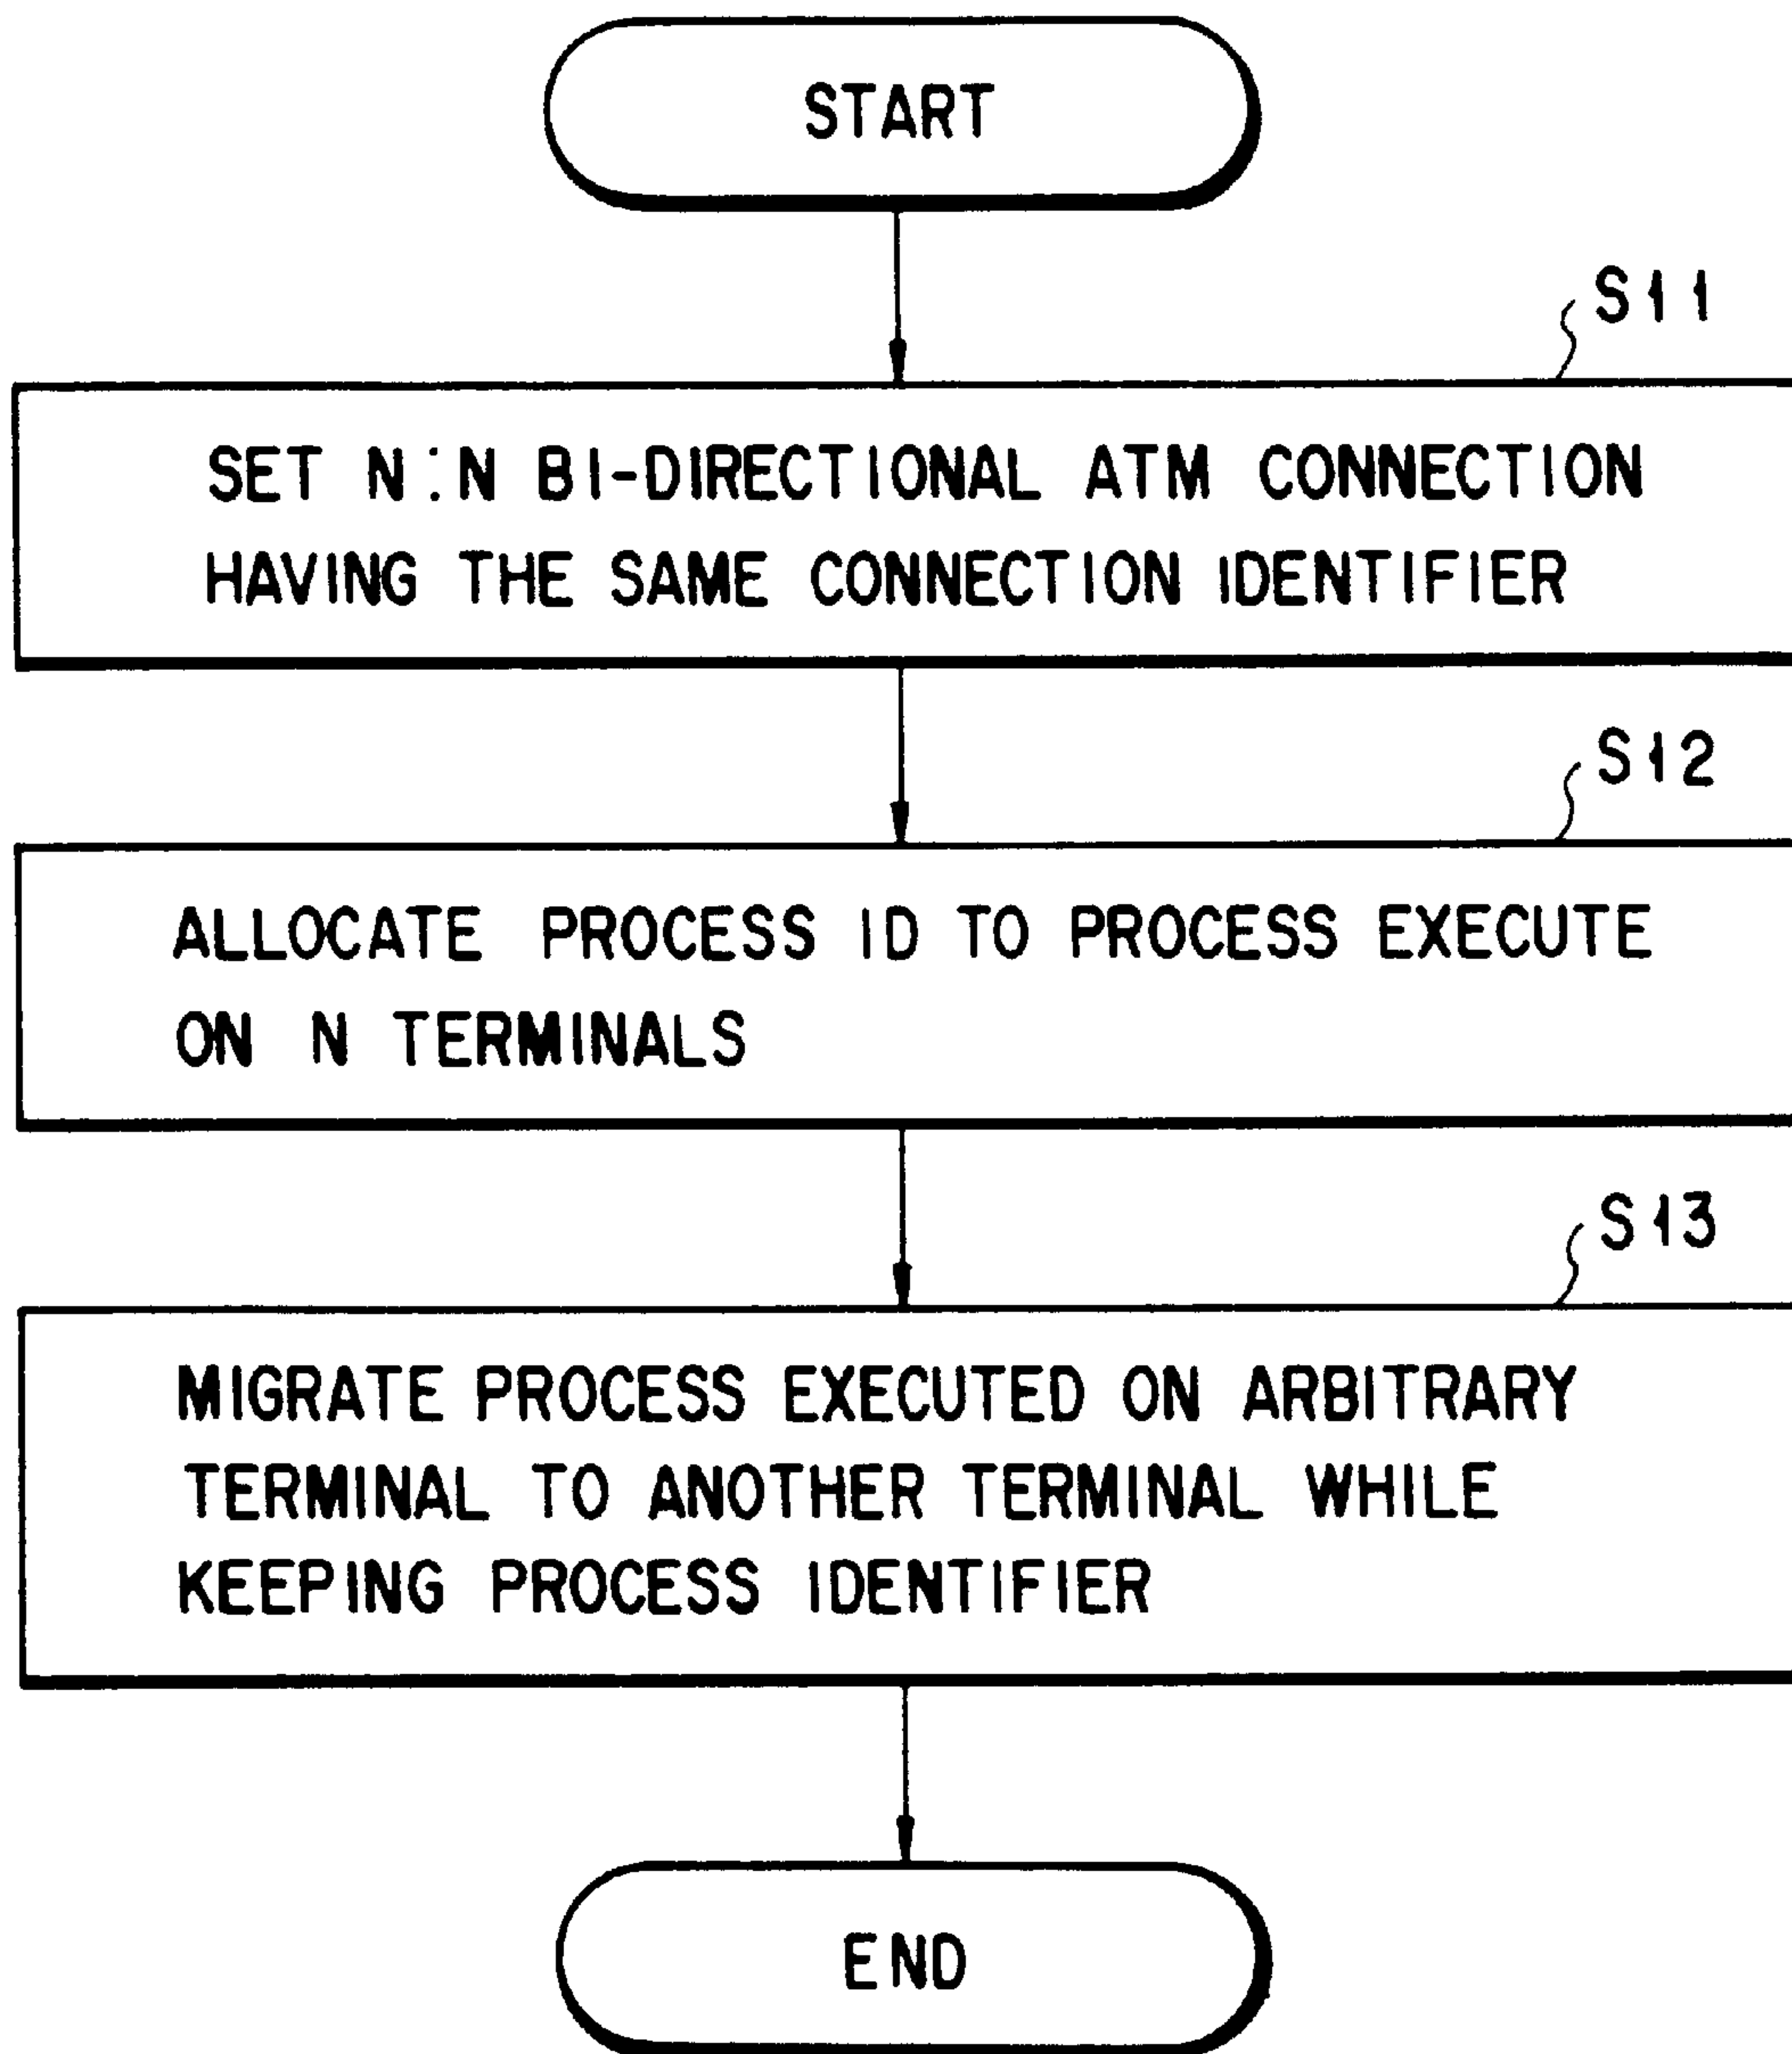 START
S11
SET N:N BI-DIRECTIONAL ATM CONNECTION
HAVING THE SAME CONNECTION IDENTIFIER
S12
ALLOCATE PROCESS ID TO PROCESS EXECUTE
ON N TERMINALS
S13
MIGRATE PROCESS EXECUTED ON ARBITRARY
TERMINAL TO ANOTHER TERMINAL WHILE
KEEPING PROCESS IDENTIFIER
END